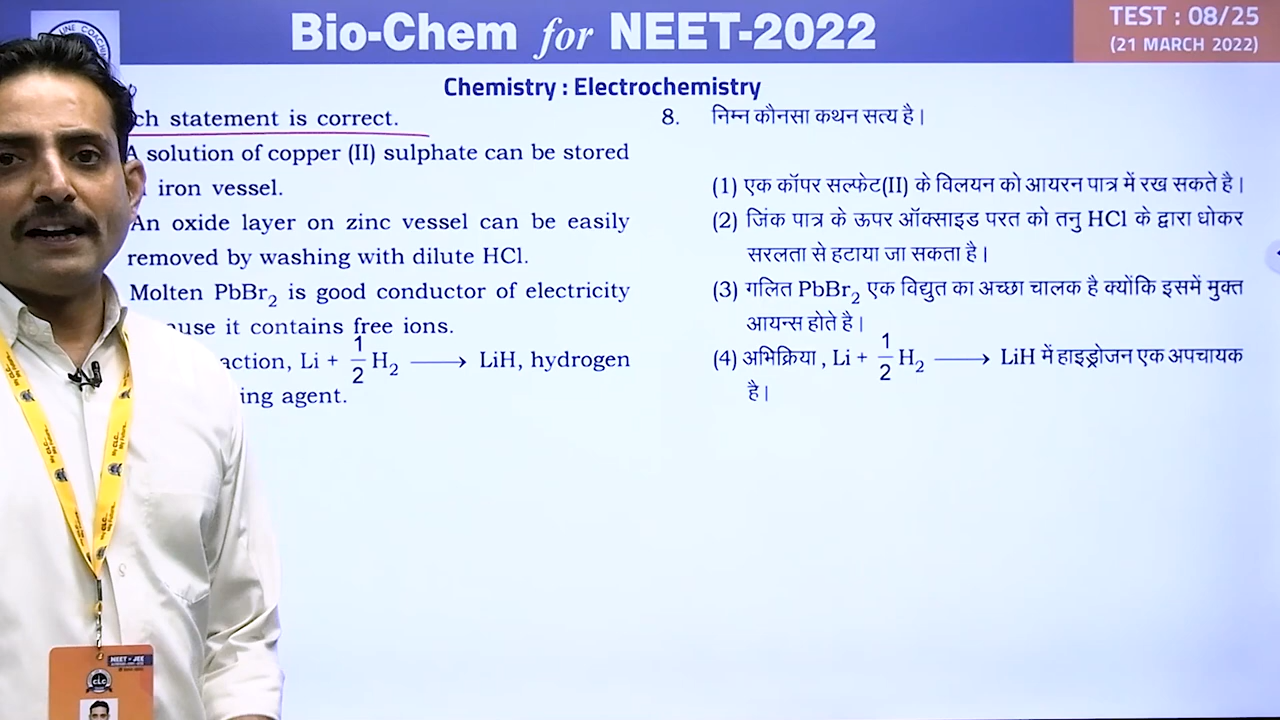 Bio-Chem for NEET-2022
TEST : 08/25
(21 MARCH 2022)
Chemistry : Electrochemistry
ch statement is correct.
A solution of copper (II) sulphate can be stored
iron vessel.
An oxide layer on zinc vessel can be easily
removed by washing with dilute HCl.
Molten PbBr₂ is good conductor of electricity
ause it contains free ions.
action, Li + 1/2 H₂ ⟶ LiH, hydrogen
ing agent.
8. निम्न कौनसा कथन सत्य है।
(1) एक कॉपर सल्फेट(II) के विलयन को आयरन पात्र में रख सकते है।
(2) जिंक पात्र के ऊपर ऑक्साइड परत को तनु HCl के द्वारा धोकर
सरलता से हटाया जा सकता है।
(3) गलित PbBr₂ एक विद्युत का अच्छा चालक है क्योंकि इसमें मुक्त
आयन्स होते है।
(4) अभिक्रिया , Li + 1/2 H₂ ⟶ LiH में हाइड्रोजन एक अपचायक
है।
NEET - JEE
CLC